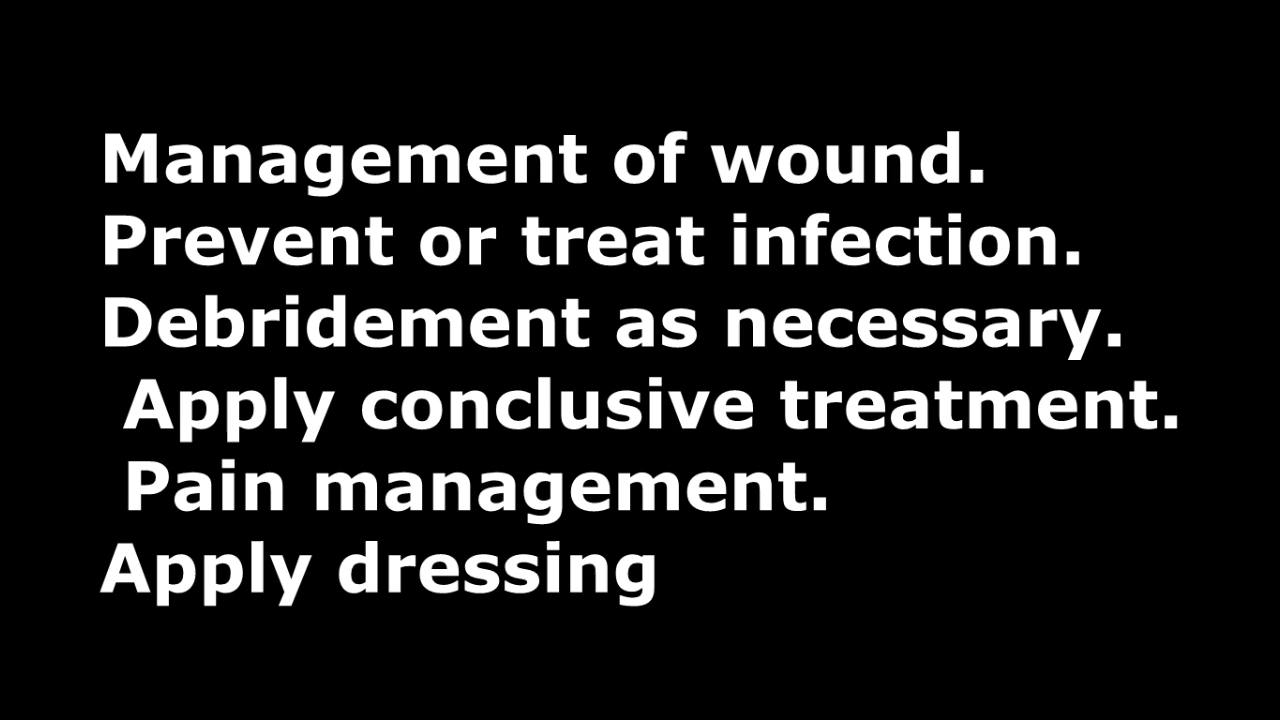 Management of wound.
Prevent or treat infection.
Debridement as necessary.
Apply conclusive treatment.
Pain management.
Apply dressing